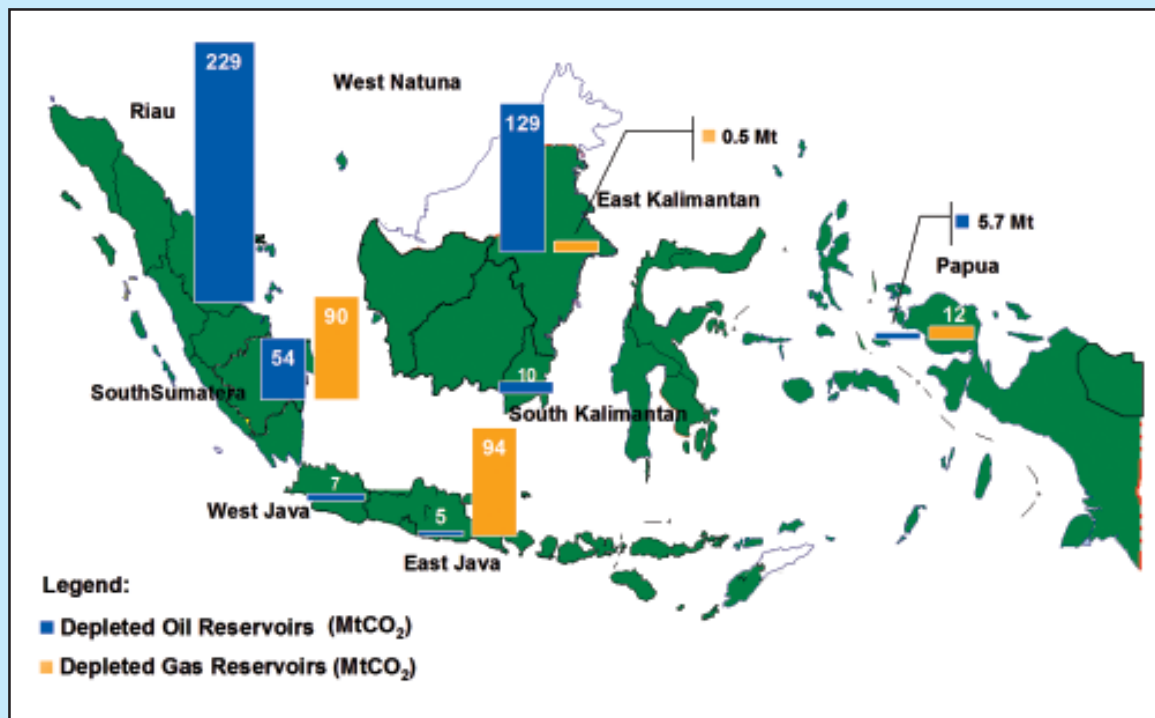 229
West Natuna
Riau
129
0.5 Mt
East Kalimantan
5.7 Mt
Papua
90
12
54
10
SouthSumatera
South Kalimantan
94
7
West Java
5
East Java
Legend:
Depleted Oil Reservoirs (MtCO₂)
Depleted Gas Reservoirs (MtCO₂)